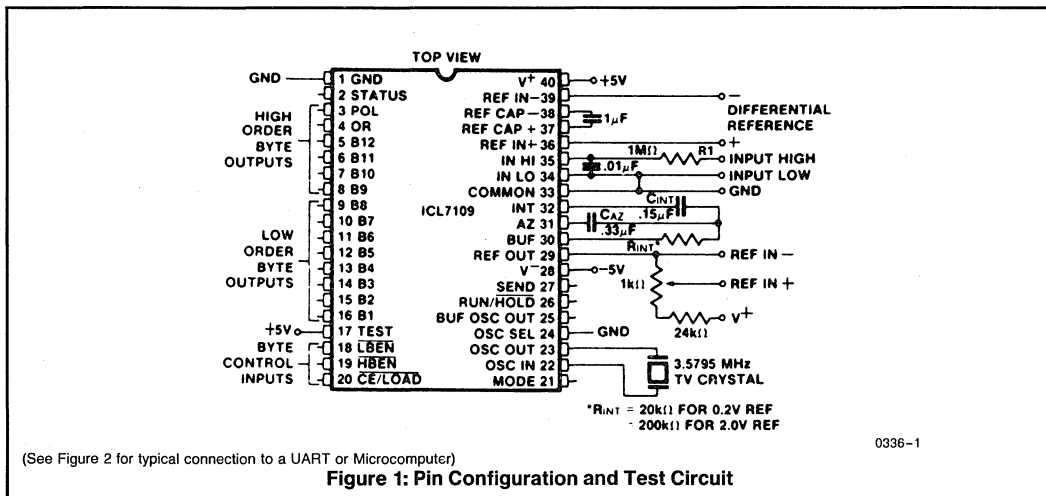 TOP VIEW
GND
HIGH
ORDER
BYTE
OUTPUTS
LOW
ORDER
BYTE
OUTPUTS
+5V
BYTE
CONTROL
INPUTS
1 GND
2 STATUS
3 POL
4 OR
5 B12
6 B11
7 B10
8 B9
9 B8
10 B7
11 B6
12 B5
13 B4
14 B3
15 B2
16 B1
17 TEST
18 LBEN
19 HBEN
20 CE/LOAD
ICL7109
V+ 40
REF IN- 39
REF CAP- 38
REF CAP+ 37
REF IN+ 36
IN HI 35
IN LO 34
COMMON 33
INT 32
AZ 31
BUF 30
REF OUT 29
V- 28
SEND 27
RUN/HOLD 26
BUF OSC OUT 25
OSC SEL 24
OSC OUT 23
OSC IN 22
MODE 21
+5V
−
DIFFERENTIAL
REFERENCE
+
1µF
1MΩ
R1
INPUT HIGH
.01µF
INPUT LOW
GND
CINT
.15µF
CAZ
.33µF
RINT*
REF IN −
-5V
1kΩ
REF IN +
24kΩ
V+
GND
3.5795 MHz
TV CRYSTAL
*RINT = 20kΩ FOR 0.2V REF
= 200kΩ FOR 2.0V REF
0336-1
(See Figure 2 for typical connection to a UART or Microcomputer)
Figure 1: Pin Configuration and Test Circuit